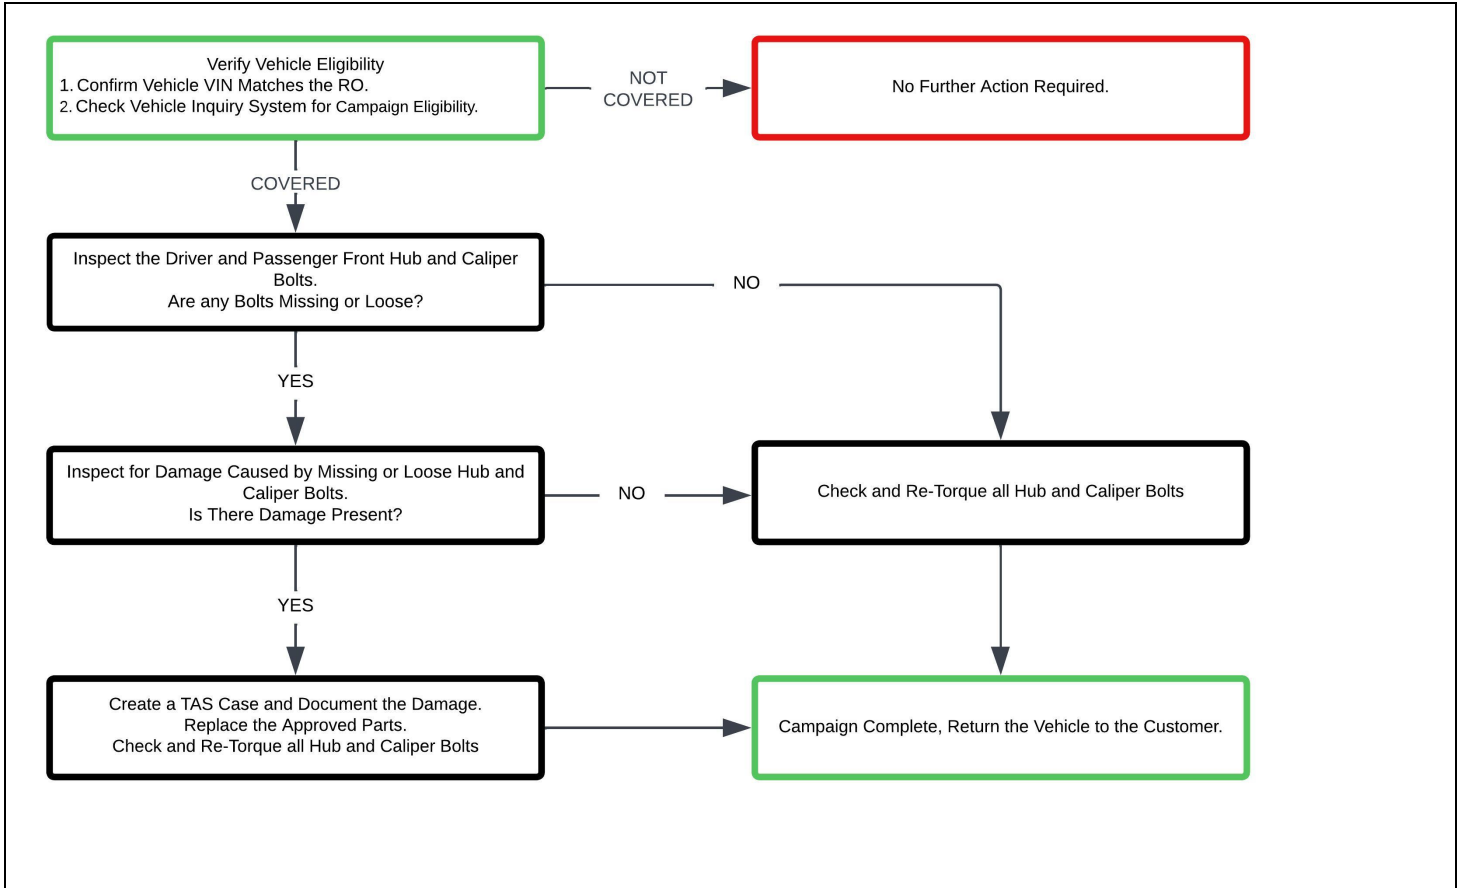 Verify Vehicle Eligibility
1. Confirm Vehicle VIN Matches the RO.
2. Check Vehicle Inquiry System for Campaign Eligibility.
NOT
COVERED
No Further Action Required.
COVERED
Inspect the Driver and Passenger Front Hub and Caliper
Bolts.
Are any Bolts Missing or Loose?
NO
YES
Inspect for Damage Caused by Missing or Loose Hub and
Caliper Bolts.
Is There Damage Present?
NO
Check and Re-Torque all Hub and Caliper Bolts
YES
Create a TAS Case and Document the Damage.
Replace the Approved Parts.
Check and Re-Torque all Hub and Caliper Bolts
Campaign Complete, Return the Vehicle to the Customer.